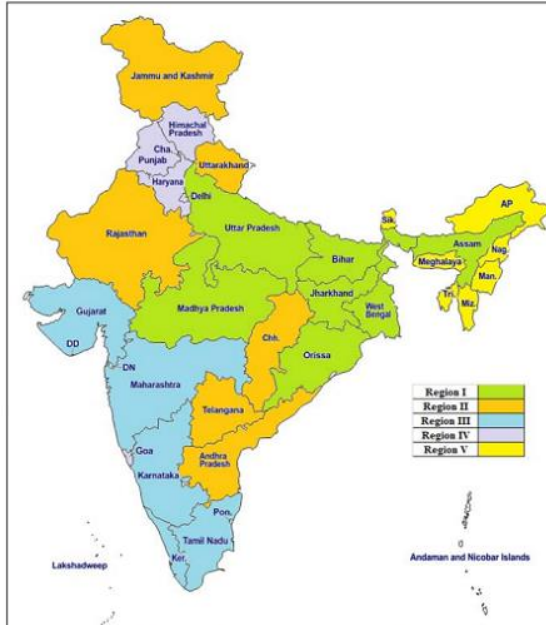 Jammu and Kashmir
Himachal
Pradesh
Cha.
Punjab
Uttarakhand
Haryana
Delhi
AP
Sik.
Rajasthan
Uttar Pradesh
Assam
Nag.
Bihar
Meghalaya
Man.
Jharkhand
Tri.
Miz.
Gujarat
Madhya Pradesh
West
Bengal
Chh.
DD
Orissa
DN
Maharashtra
Telangana
Region I
Region II
Region III
Region IV
Region V
Goa
Andhra
Pradesh
Karnataka
Pon.
Tamil Nadu
Ker.
Lakshadweep
Andaman and Nicobar Islands